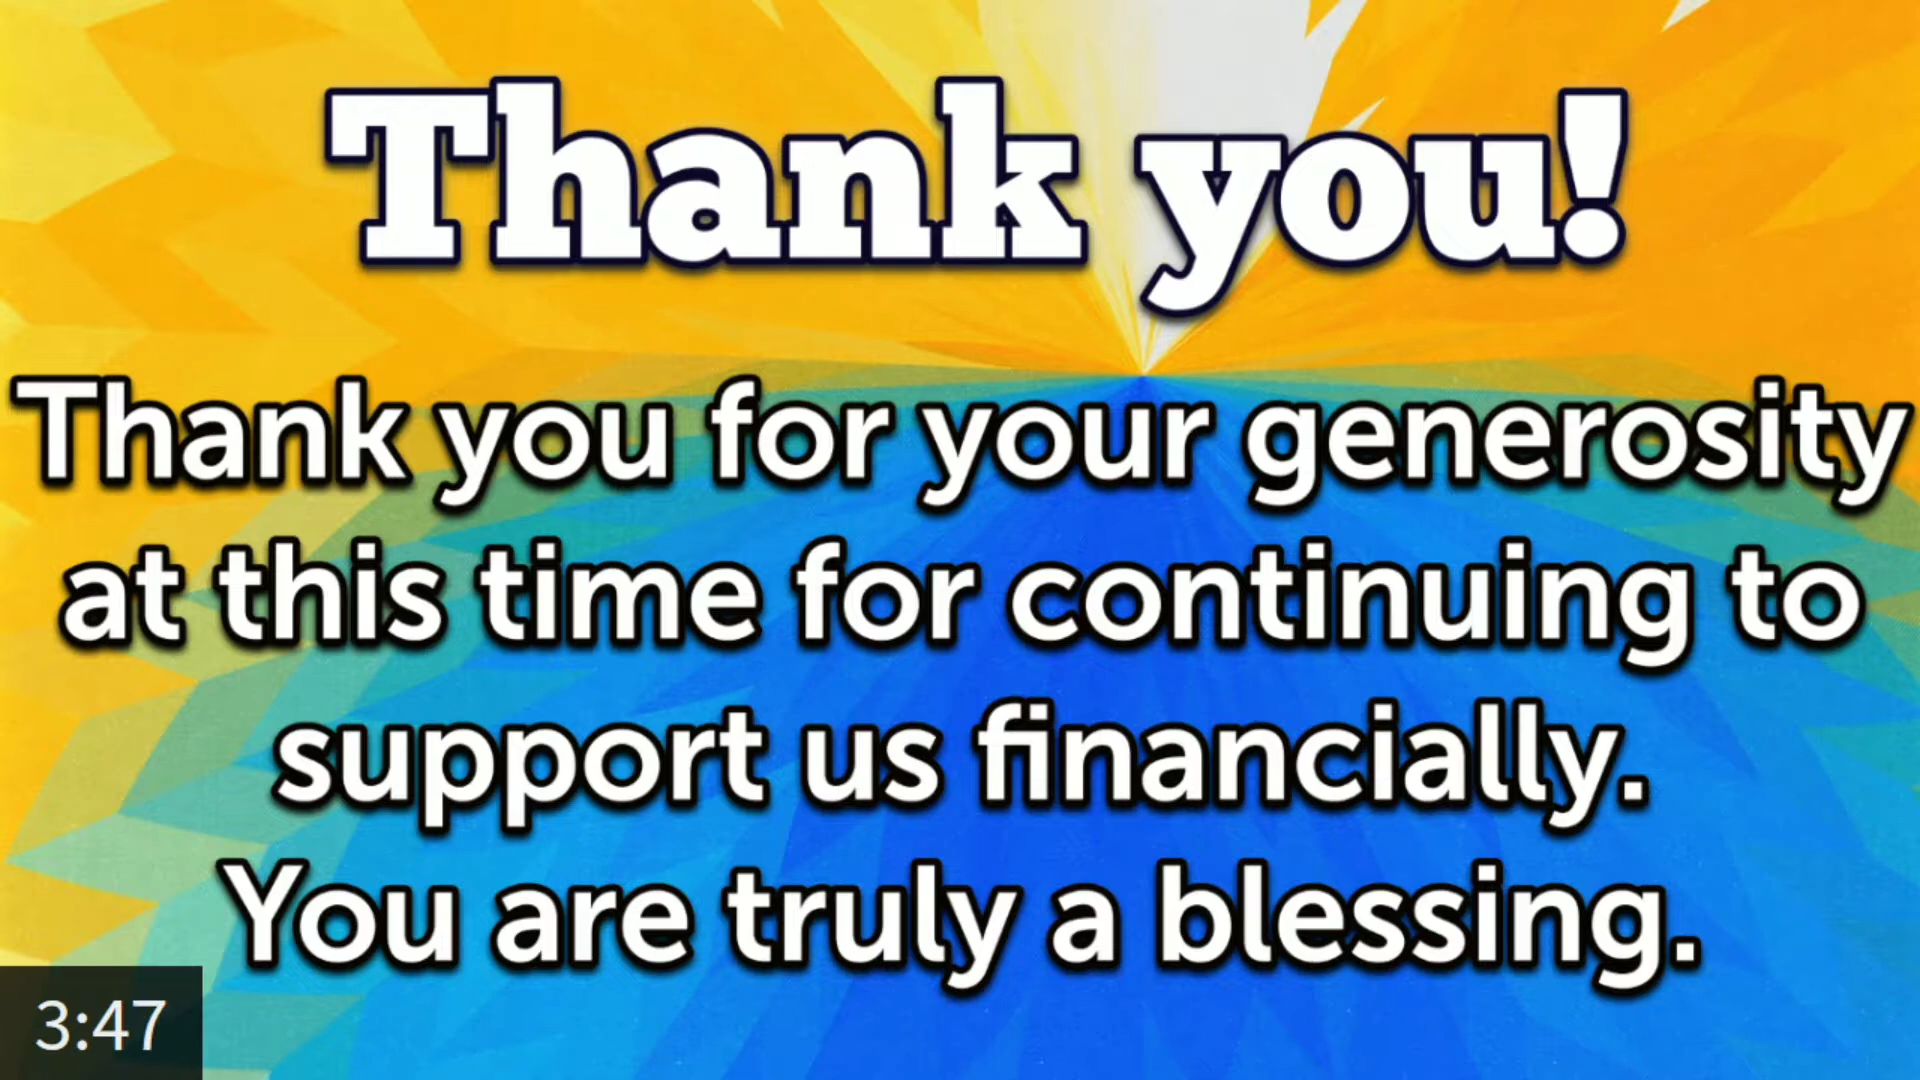 Thank you!
Thank you for your generosity
at this time for continuing to
support us financially.
You are truly a blessing.
3:47